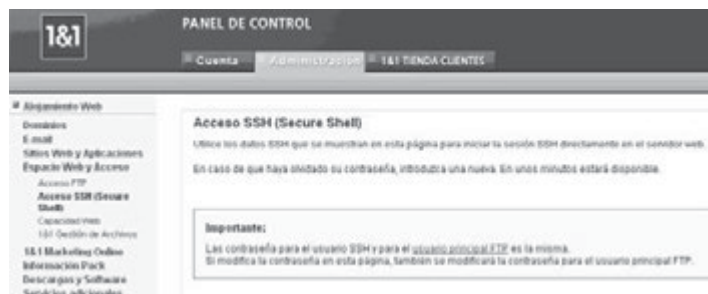 1&1
PANEL DE CONTROL
Cuenta
Administración
1&1 TIENDA CLIENTES
Alojamiento Web
Dominios
E-mail
Sitios Web y Aplicaciones
Espacio Web y Acceso
Acceso FTP
Acceso SSH (Secure
Shell)
Capacidad Web
1&1 Gestión de Archivos
1&1 Marketing Online
Información Pack
Descargas y Software
Servicios adicionales
Acceso SSH (Secure Shell)
Utilice los datos SSH que se muestran en esta página para iniciar la sesión SSH directamente en el servidor web.
En caso de que haya olvidado su contraseña, introduzca una nueva. En unos minutos estará disponible.
Importante:
Las contraseña para el usuario SSH y para el usuario principal FTP es la misma.
Si modifica la contraseña en esta página, también se modificará la contraseña para el usuario principal FTP.